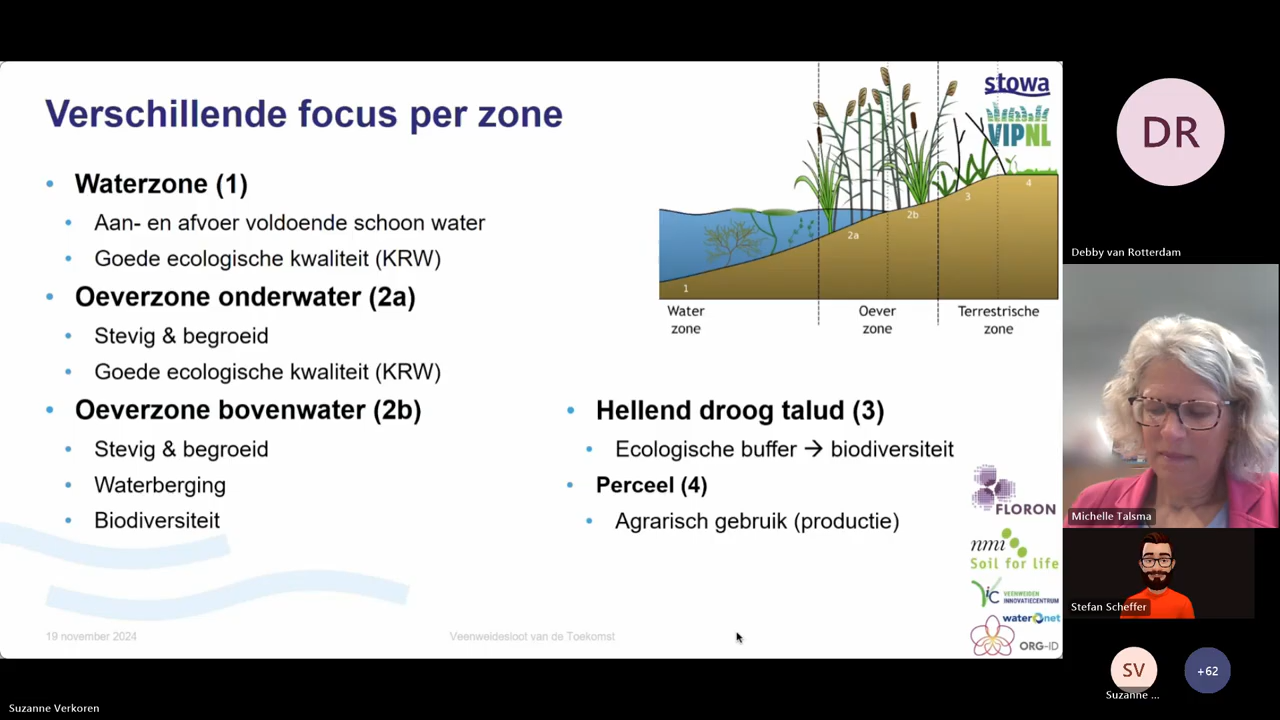 Verschillende focus per zone
Waterzone (1)
Aan- en afvoer voldoende schoon water
Goede ecologische kwaliteit (KRW)
Oeverzone onderwater (2a)
Stevig & begroeid
Goede ecologische kwaliteit (KRW)
Oeverzone bovenwater (2b)
Stevig & begroeid
Waterberging
Biodiversiteit
Hellend droog talud (3)
Ecologische buffer → biodiversiteit
Perceel (4)
Agrarisch gebruik (productie)
1
2a
2b
3
4
Water
zone
Oever
zone
Terrestrische
zone
stowa
VIPNL
FLORON
nmi
Soil for life
VIC VEENWEIDEN
INNOVATIECENTRUM
waternet
ORG-ID
19 november 2024
Veenweidesloot van de Toekomst
DR
Debby van Rotterdam
Michelle Talsma
Stefan Scheffer
SV
Suzanne ...
+62
Suzanne Verkoren